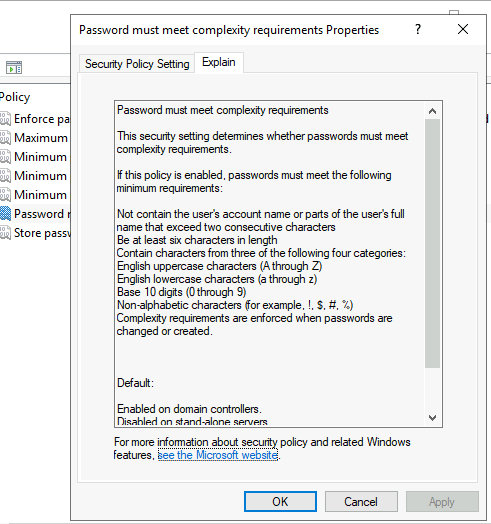 Password must meet complexity requirements Properties
?
Security Policy Setting
Explain
Policy
Enforce pa
Maximum
Minimum
Minimum
Minimum
Password r
Store passw
Password must meet complexity requirements
This security setting determines whether passwords must meet
complexity requirements.
If this policy is enabled, passwords must meet the following
minimum requirements:
Not contain the user's account name or parts of the user's full
name that exceed two consecutive characters
Be at least six characters in length
Contain characters from three of the following four categories:
English uppercase characters (A through Z)
English lowercase characters (a through z)
Base 10 digits (0 through 9)
Non-alphabetic characters (for example, !, $, #, %)
Complexity requirements are enforced when passwords are
changed or created.
Default:
Enabled on domain controllers.
Disabled on stand-alone servers
For more information about security policy and related Windows
features, see the Microsoft website.
OK
Cancel
Apply